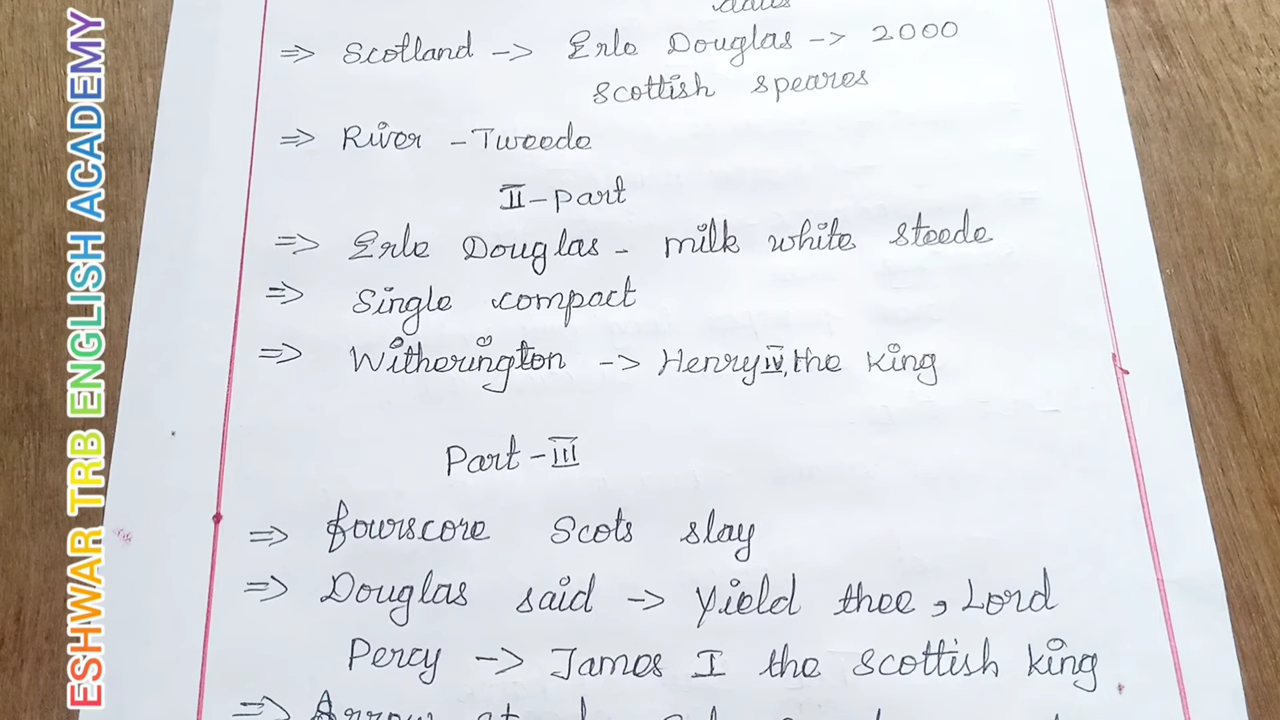 ⇒ Scotland -> Erle Douglas -> 2000
Scottish speares
⇒ River - Tweede
II - part
⇒ Erle Douglas - milk white steede
⇒ Single compact
⇒ Witherington -> Henry IV, the King
Part - III
⇒ fourscore Scots slay
⇒ Douglas said -> Yield thee, Lord
Percy -> James I the Scottish king
ESHWAR TRB ENGLISH ACADEMY